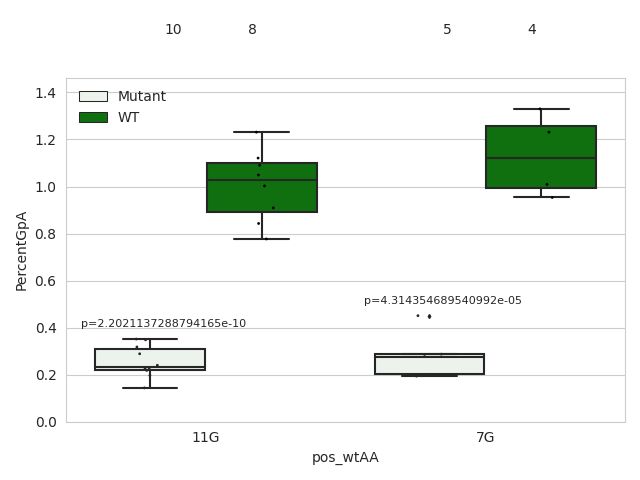 10 8 5 4
1.4
Mutant
WT
1.2
1.0
0.8
0.6
0.4
0.2
0.0
PercentGpA
p=2.2021137288794165e-10
p=4.314354689540992e-05
11G 7G
pos_wtAA